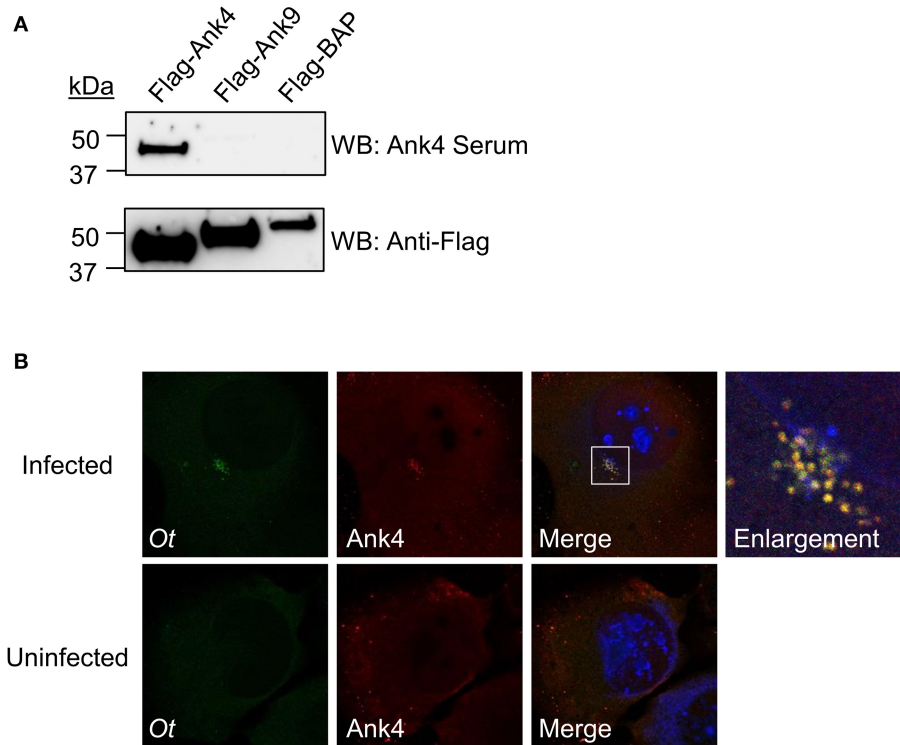 A
kDa
Flag-Ank4
Flag-Ank9
Flag-BAP
50
37
WB: Ank4 Serum
50
37
WB: Anti-Flag
B
Infected
Ot
Ank4
Merge
Enlargement
Uninfected
Ot
Ank4
Merge